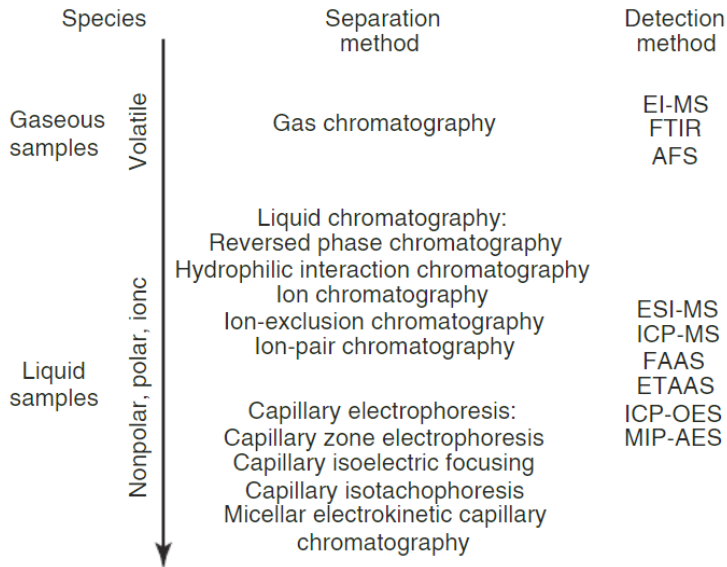 Species
Separation
method
Detection
method
Gaseous
samples
Volatile
Gas chromatography
EI-MS
FTIR
AFS
Liquid
samples
Nonpolar, polar, ionc
Liquid chromatography:
Reversed phase chromatography
Hydrophilic interaction chromatography
Ion chromatography
Ion-exclusion chromatography
Ion-pair chromatography
Capillary electrophoresis:
Capillary zone electrophoresis
Capillary isoelectric focusing
Capillary isotachophoresis
Micellar electrokinetic capillary
chromatography
ESI-MS
ICP-MS
FAAS
ETAAS
ICP-OES
MIP-AES